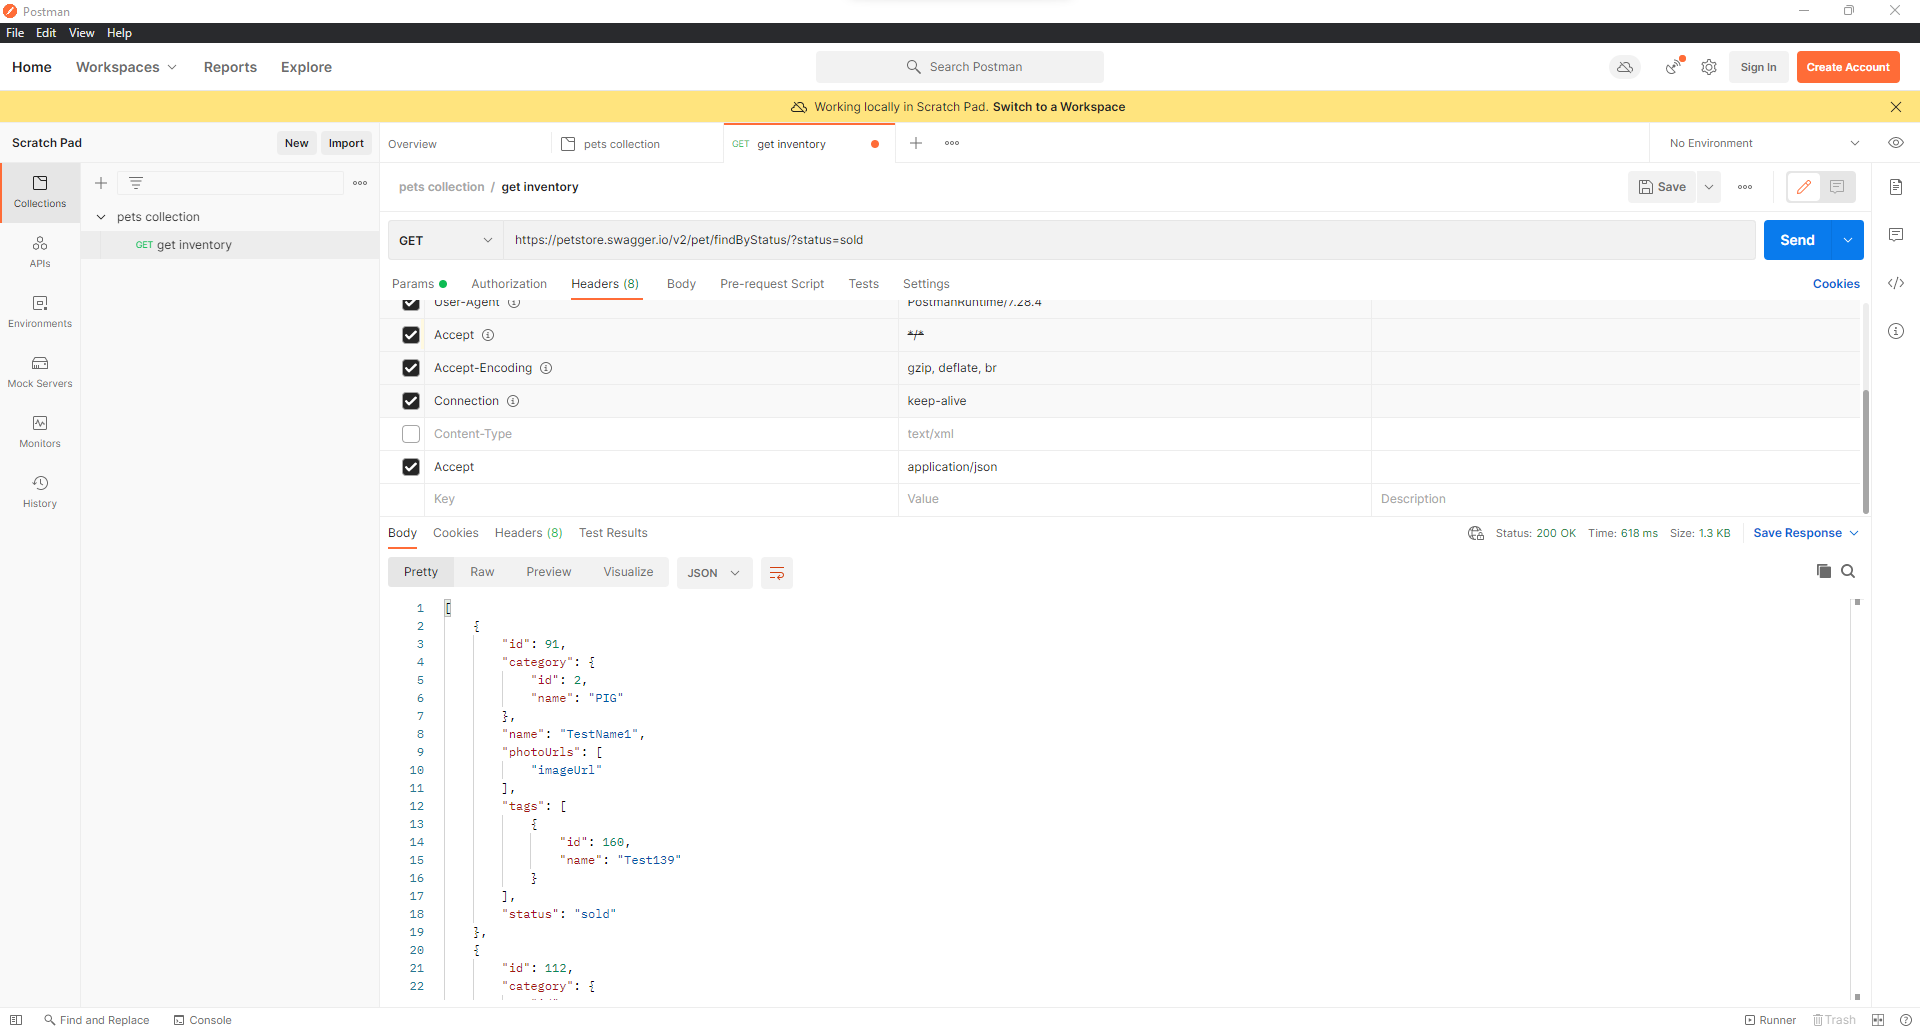 Postman
File Edit View Help
Home Workspaces Reports Explore Search Postman Sign In Create Account
Working locally in Scratch Pad. Switch to a Workspace
Scratch Pad New Import Overview pets collection GET get inventory No Environment
Collections
APIs
Environments
Mock Servers
Monitors
History
pets collection
GET get inventory
pets collection / get inventory Save
GET https://petstore.swagger.io/v2/pet/findByStatus/?status=sold Send
Params Authorization Headers (8) Body Pre-request Script Tests Settings Cookies
User-Agent PostmanRuntime/7.28.4
Accept */*
Accept-Encoding gzip, deflate, br
Connection keep-alive
Content-Type text/xml
Accept application/json
Key Value Description
Body Cookies Headers (8) Test Results Status: 200 OK Time: 618 ms Size: 1.3 KB Save Response
Pretty Raw Preview Visualize JSON
1 [
2 {
3 "id": 91,
4 "category": {
5 "id": 2,
6 "name": "PIG"
7 },
8 "name": "TestName1",
9 "photoUrls": [
10 "imageUrl"
11 ],
12 "tags": [
13 {
14 "id": 160,
15 "name": "Test139"
16 }
17 ],
18 "status": "sold"
19 },
20 {
21 "id": 112,
22 "category": {
Find and Replace Console Runner Trash